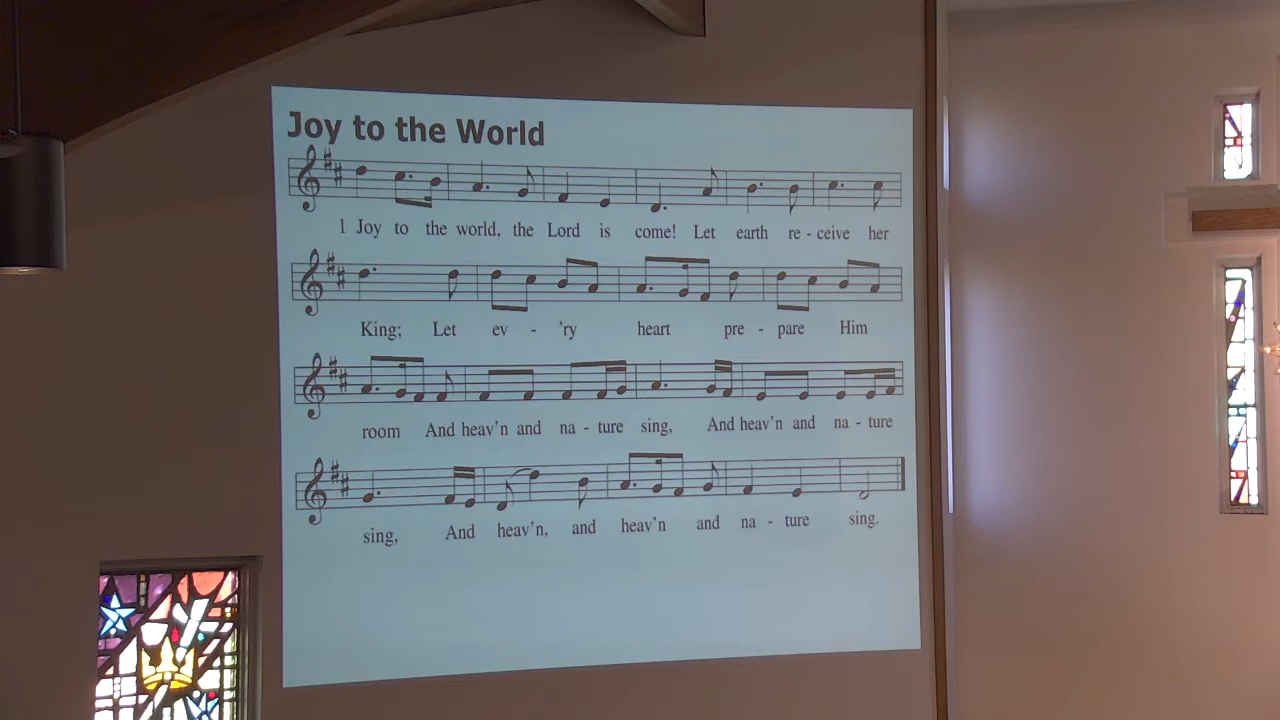 Joy to the World
1 Joy to the world, the Lord is come! Let earth re - ceive her
King; Let ev - 'ry heart pre - pare Him
room And heav'n and na - ture sing, And heav'n and na - ture
sing, And heav'n, and heav'n and na - ture sing.